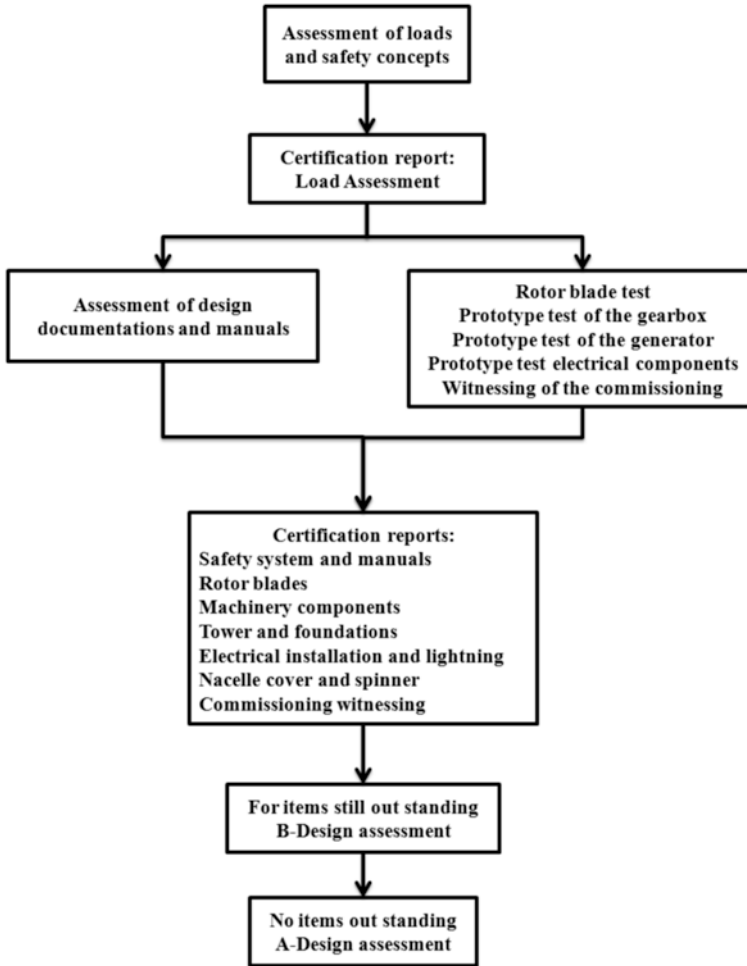 Assessment of loads
and safety concepts
Certification report:
Load Assessment
Assessment of design
documentations and manuals
Rotor blade test
Prototype test of the gearbox
Prototype test of the generator
Prototype test electrical components
Witnessing of the commissioning
Certification reports:
Safety system and manuals
Rotor blades
Machinery components
Tower and foundations
Electrical installation and lightning
Nacelle cover and spinner
Commissioning witnessing
For items still out standing
B-Design assessment
No items out standing
A-Design assessment